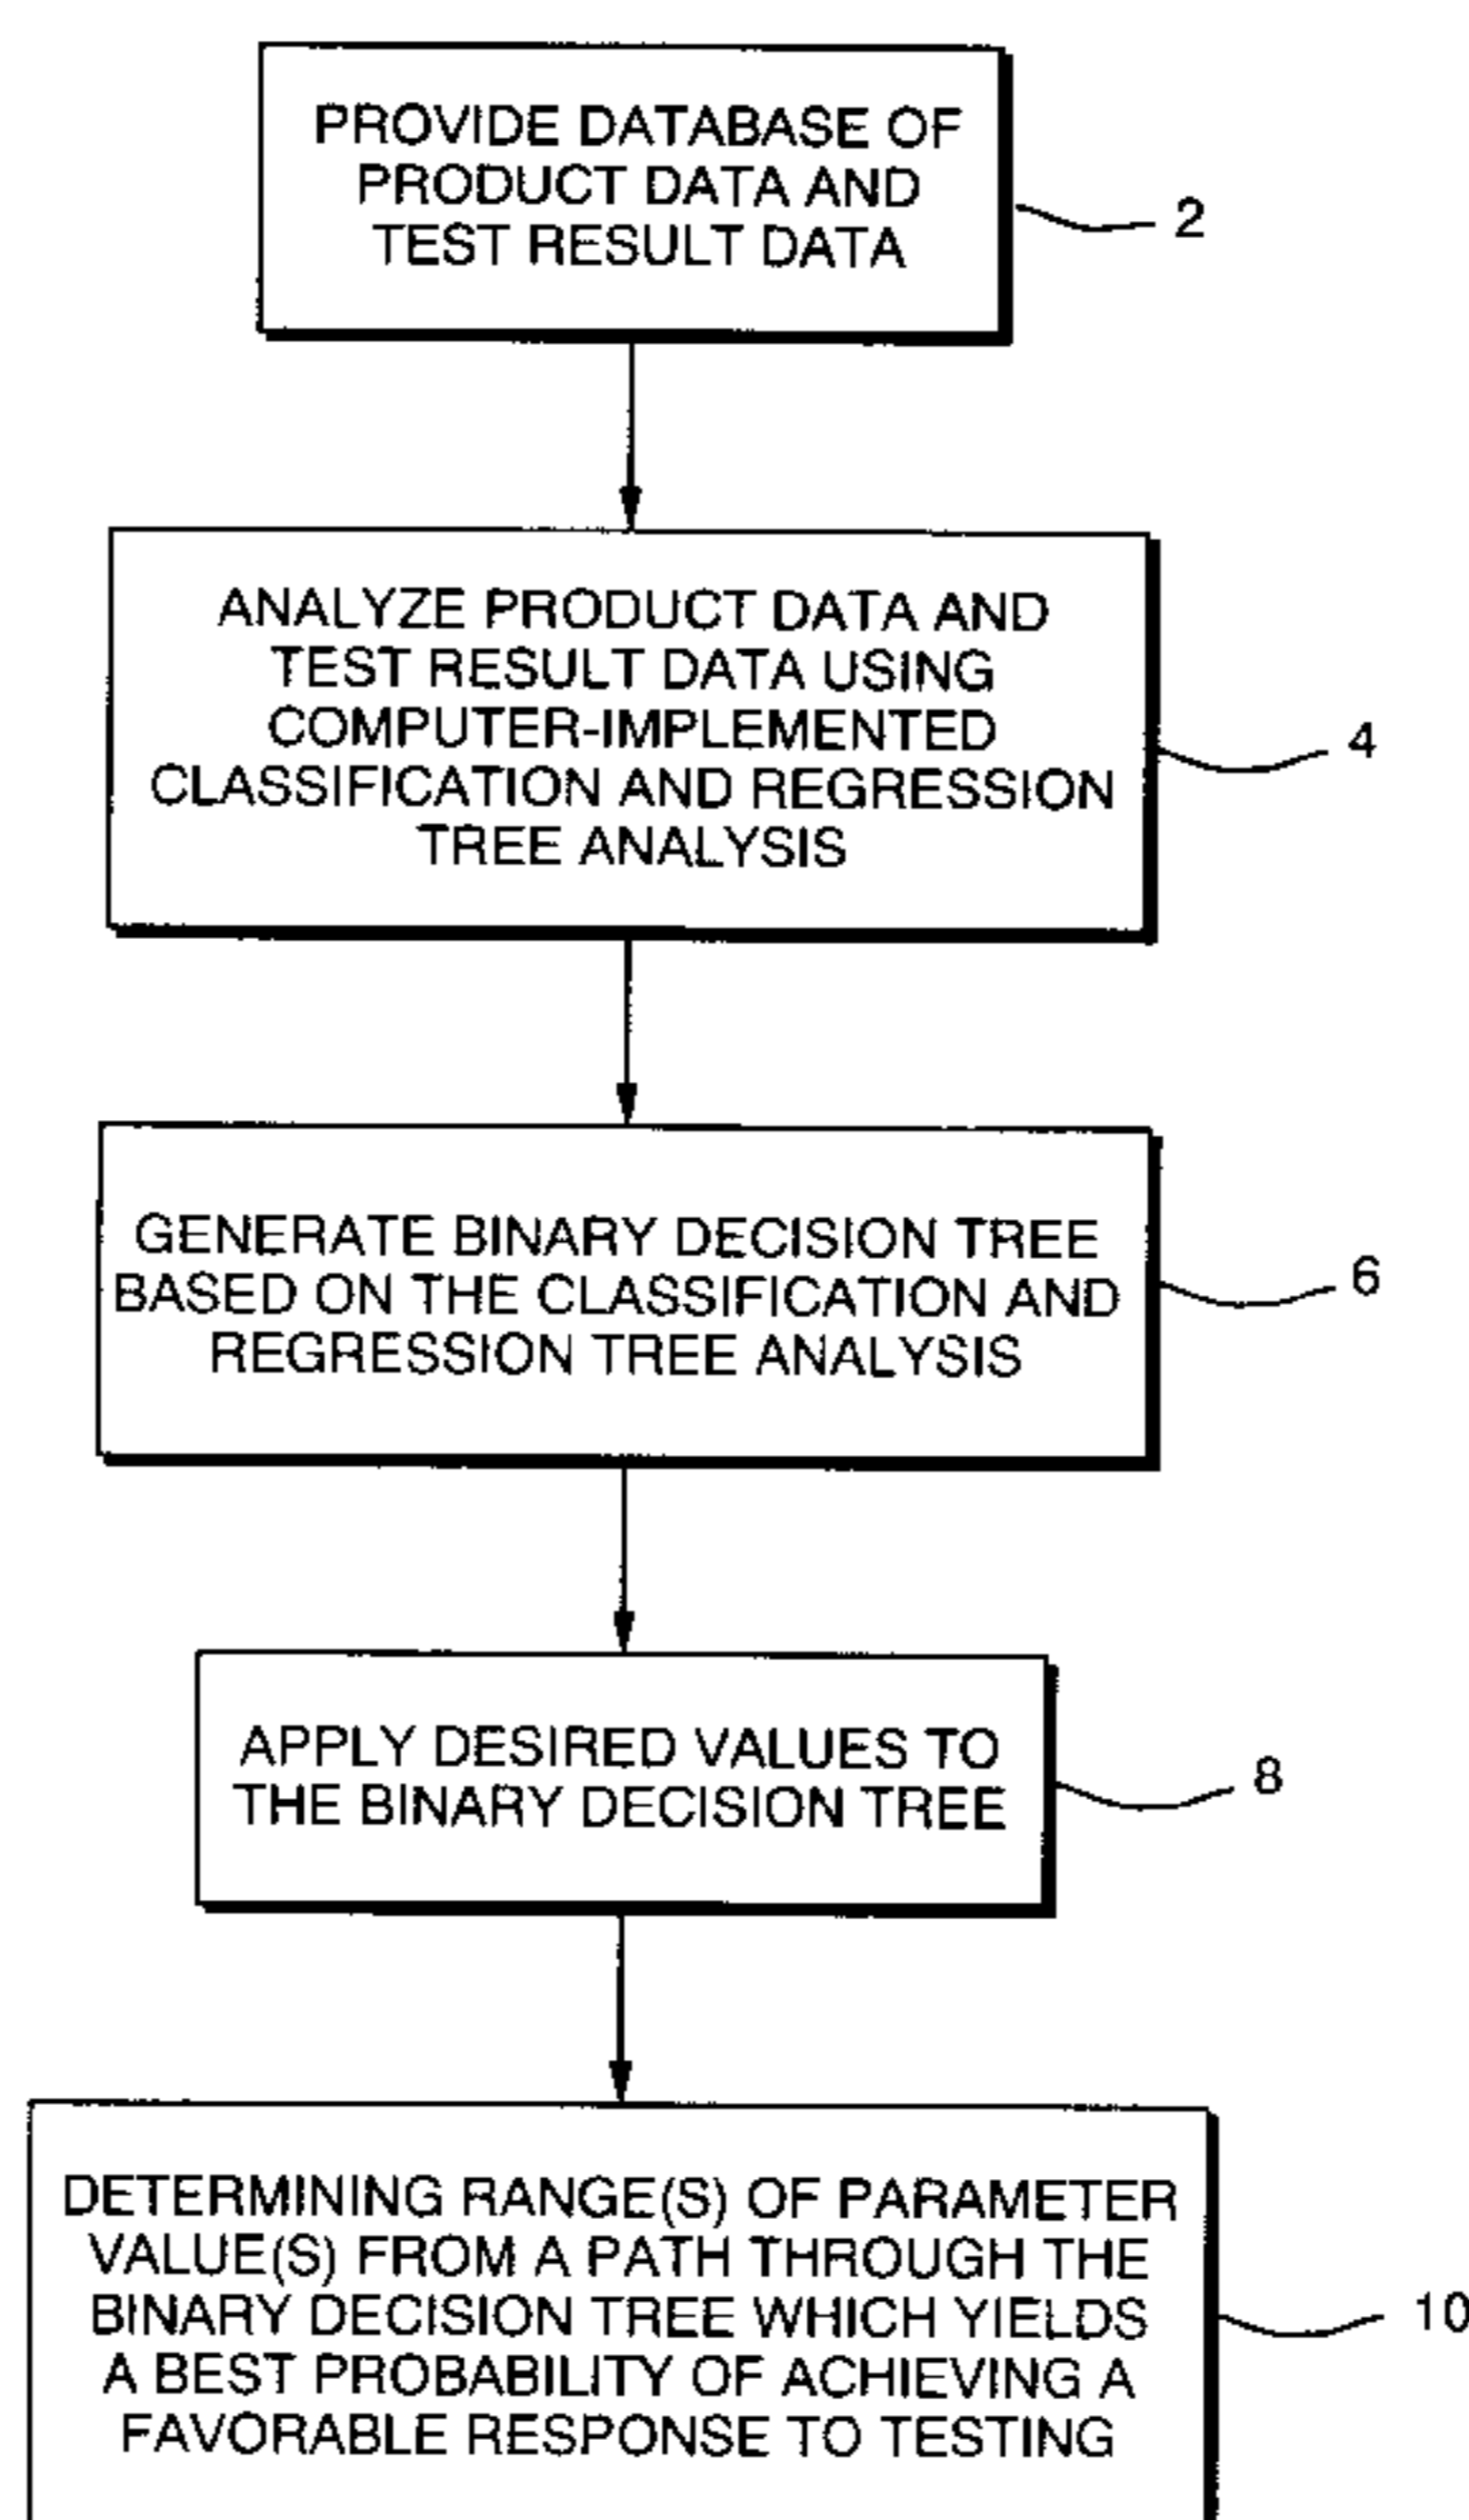 PROVIDE DATABASE OF
PRODUCT DATA AND
TEST RESULT DATA
2
ANALYZE PRODUCT DATA AND
TEST RESULT DATA USING
COMPUTER-IMPLEMENTED
CLASSIFICATION AND REGRESSION
TREE ANALYSIS
4
GENERATE BINARY DECISION TREE
BASED ON THE CLASSIFICATION AND
REGRESSION TREE ANALYSIS
6
APPLY DESIRED VALUES TO
THE BINARY DECISION TREE
8
DETERMINING RANGE(S) OF PARAMETER
VALUE(S) FROM A PATH THROUGH THE
BINARY DECISION TREE WHICH YIELDS
A BEST PROBABILITY OF ACHIEVING A
FAVORABLE RESPONSE TO TESTING
10